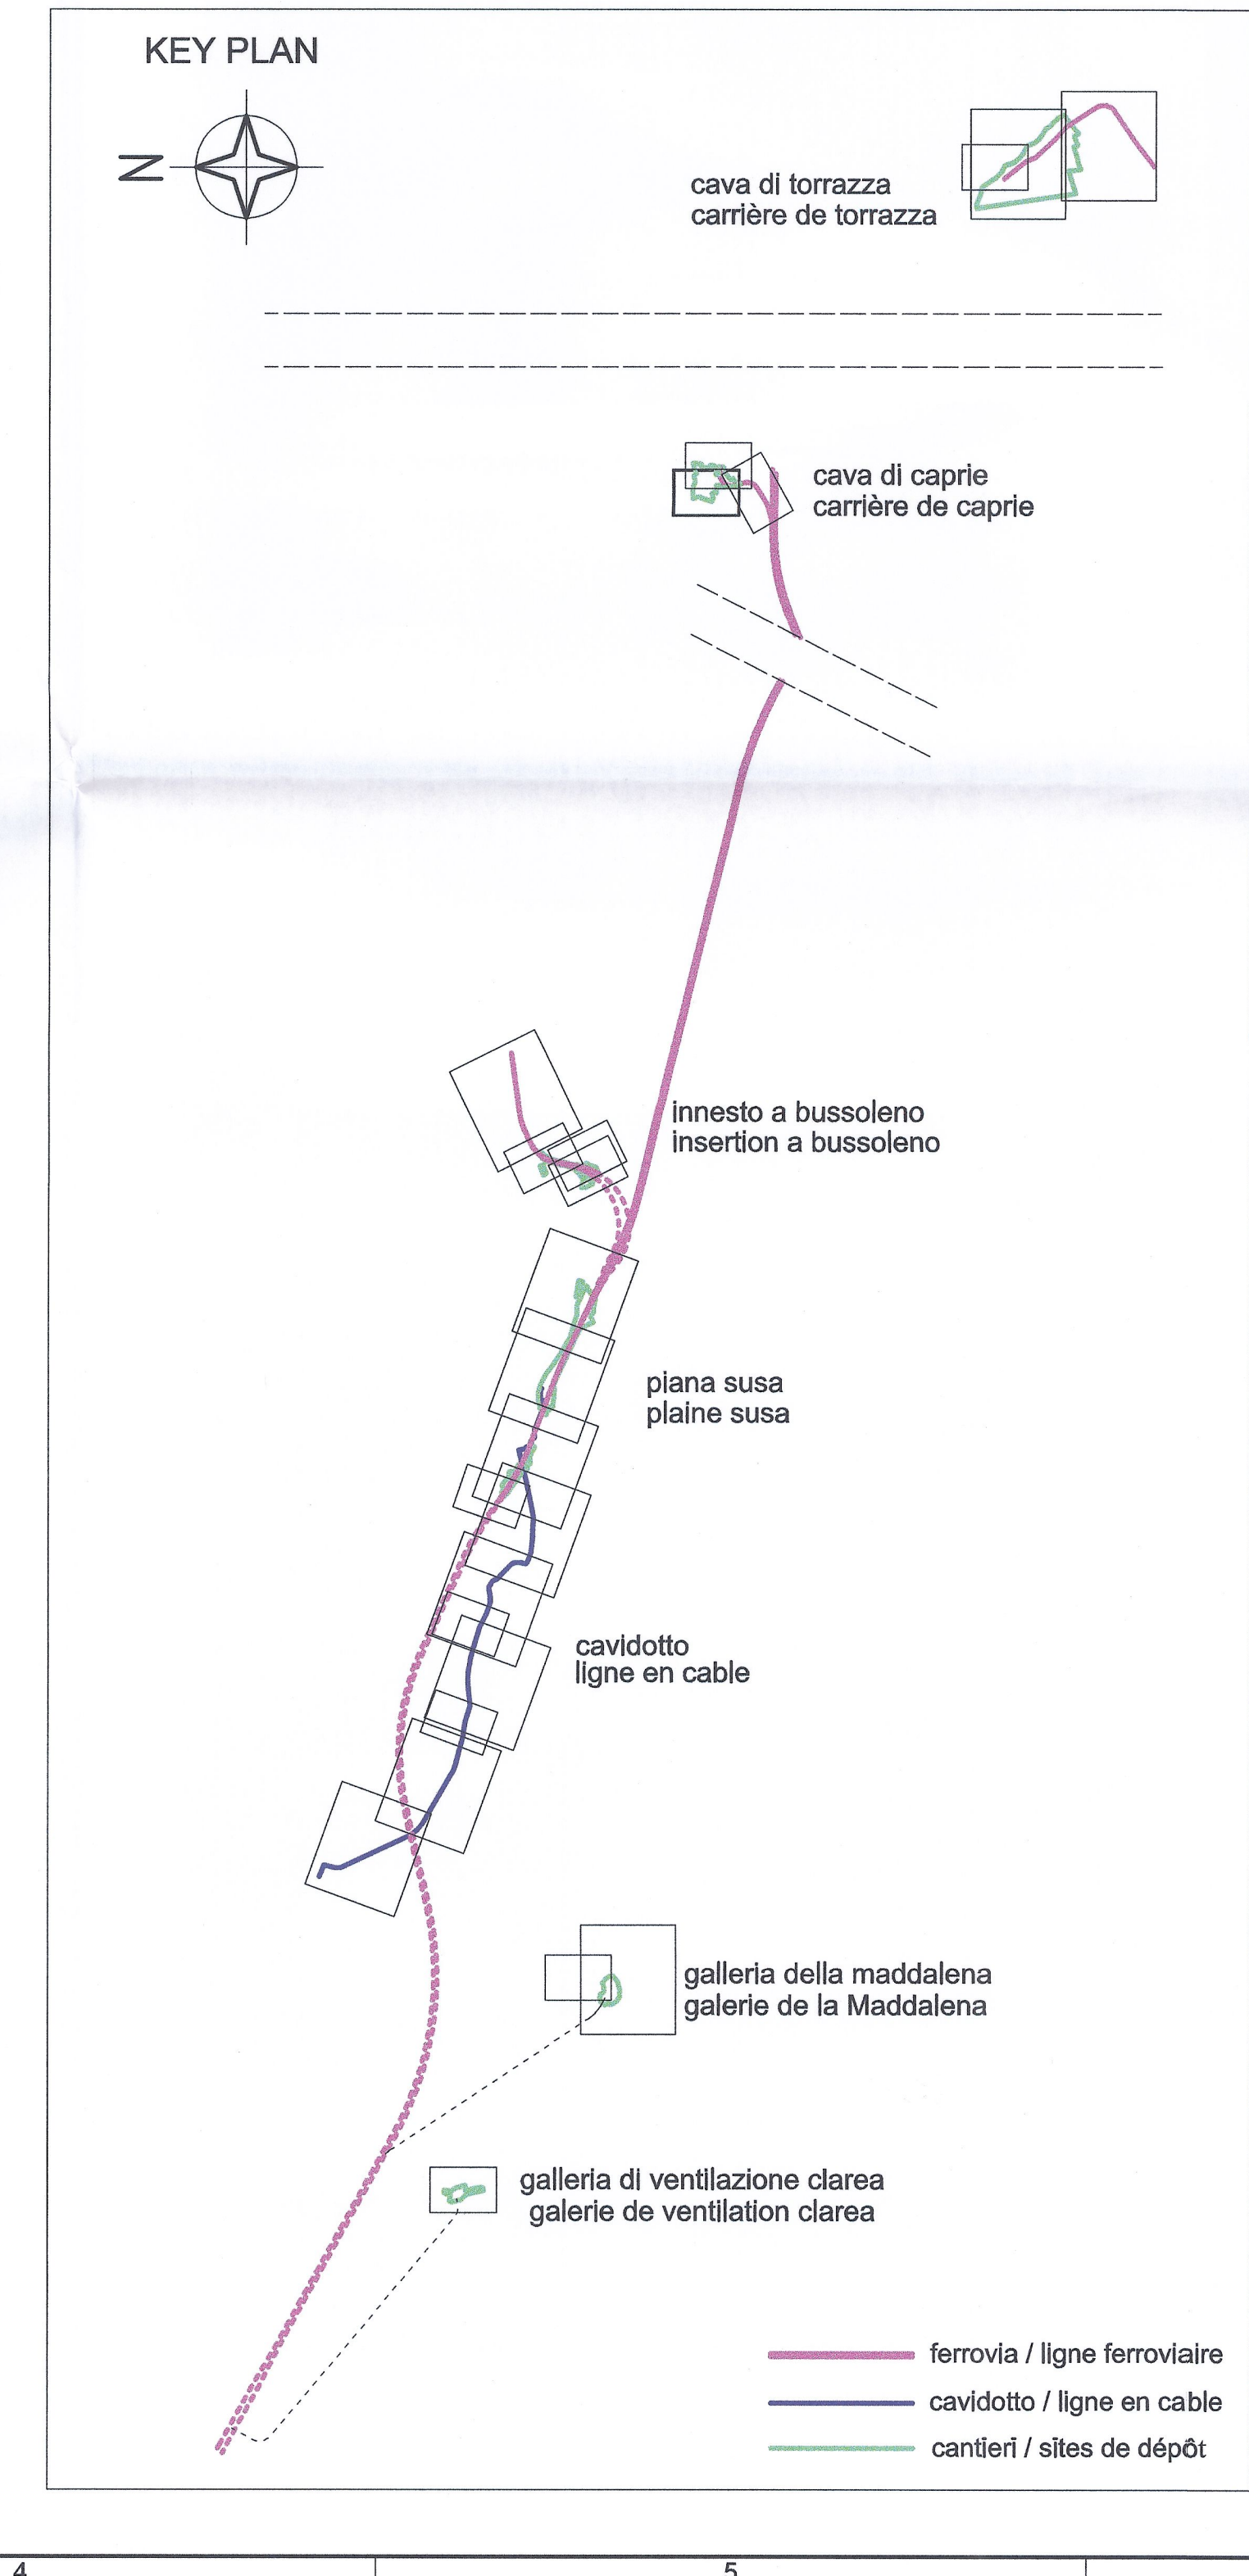 KEY PLAN
N
cava di torrazza
carrière de torrazza
cava di caprie
carrière de caprie
innesto a bussoleno
insertion a bussoleno
piana susa
plaine susa
cavidotto
ligne en cable
galleria della maddalena
galerie de la Maddalena
galleria di ventilazione clarea
galerie de ventilation clarea
ferrovia / ligne ferroviaire
cavidotto / ligne en cable
cantieri / sites de dépôt
4
5